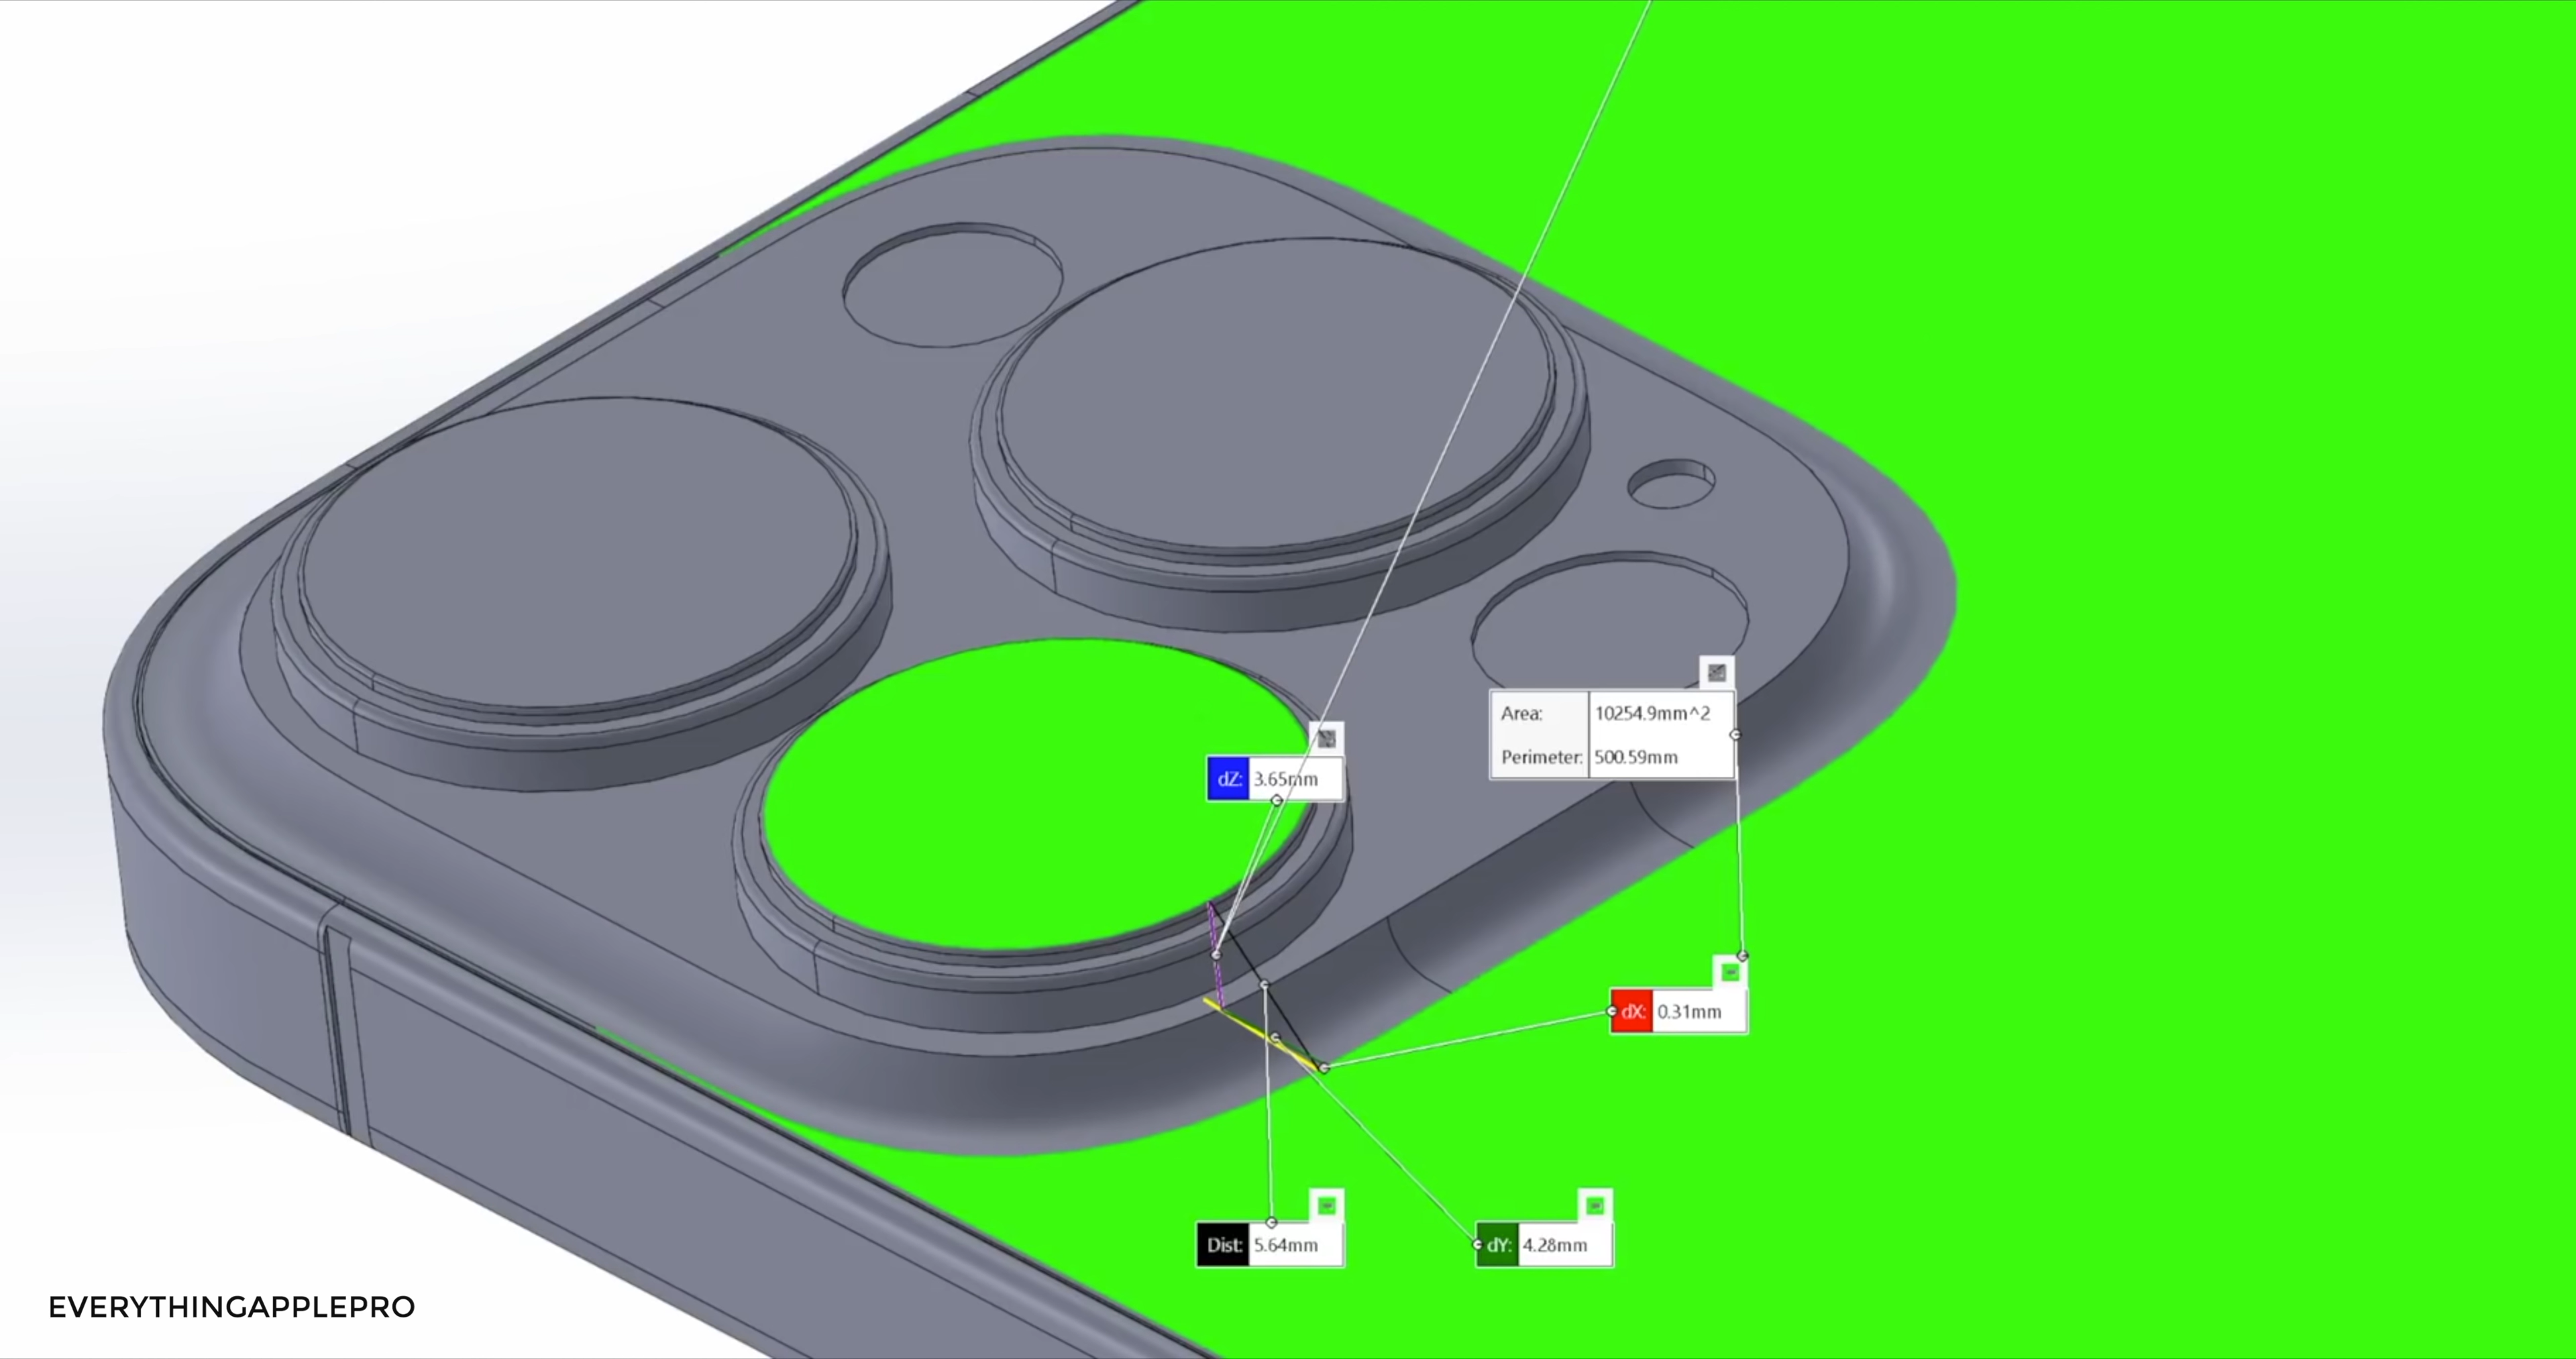 Area: 10254.9mm^2
Perimeter: 500.59mm
dZ: 3.65mm
dX: 0.31mm
Dist: 5.64mm
dY: 4.28mm
EVERYTHINGAPPLEPRO